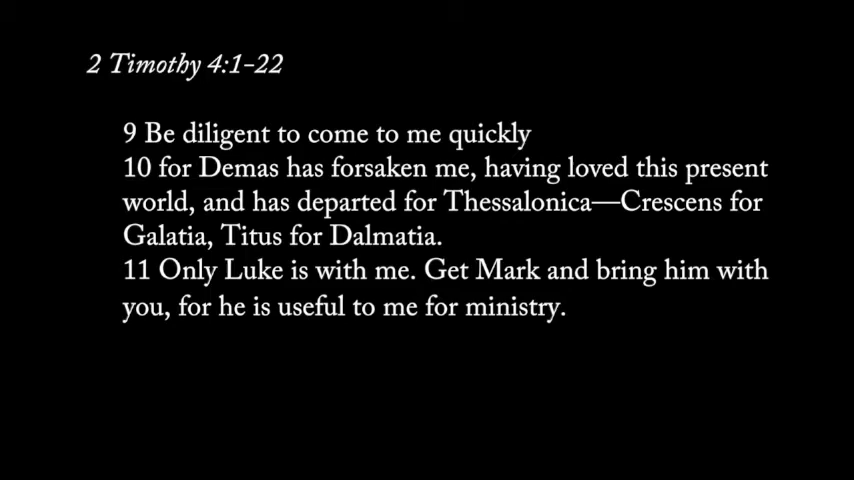 2 Timothy 4:1-22
9 Be diligent to come to me quickly
10 for Demas has forsaken me, having loved this present
world, and has departed for Thessalonica—Crescens for
Galatia, Titus for Dalmatia.
11 Only Luke is with me. Get Mark and bring him with
you, for he is useful to me for ministry.